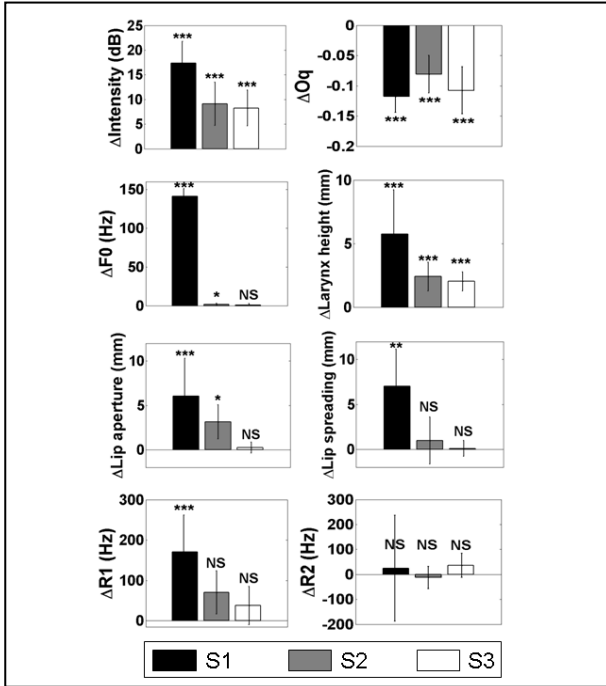 ΔIntensity (dB)
25
20
15
10
5
0
***
***
***
ΔOq
0
-0.05
-0.1
-0.15
-0.2
***
***
***
ΔF0 (Hz)
150
100
50
0
***
*
NS
ΔLarynx height (mm)
10
5
0
***
***
***
ΔLip aperture (mm)
10
5
0
***
*
NS
ΔLip spreading (mm)
10
5
0
**
NS
NS
ΔR1 (Hz)
300
200
100
0
***
NS
NS
ΔR2 (Hz)
300
200
100
0
-100
-200
NS
NS
NS
S1
S2
S3